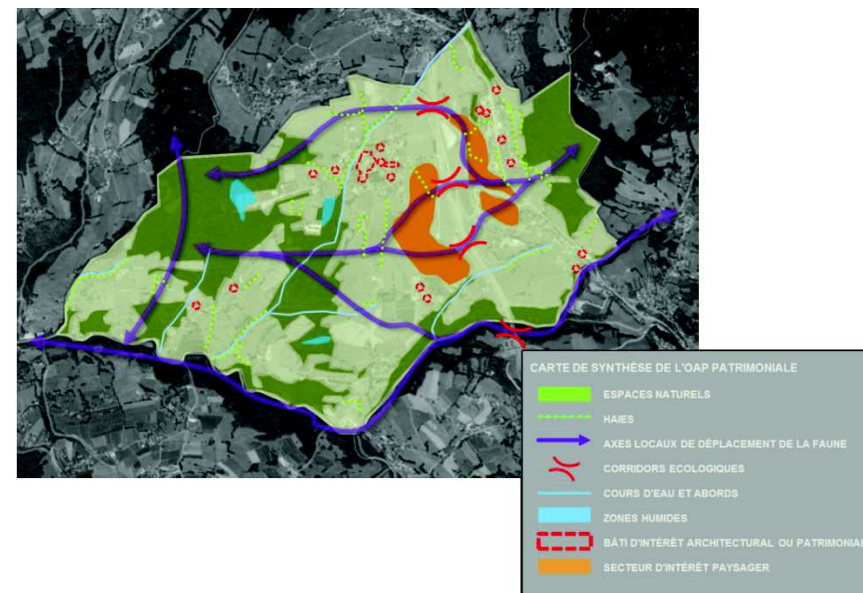 CARTE DE SYNTHÈSE DE L'OAP PATRIMONIALE
ESPACES NATURELS
HAIES
AXES LOCAUX DE DÉPLACEMENT DE LA FAUNE
CORRIDORS ECOLOGIQUES
COURS D'EAU ET ABORDS
ZONES HUMIDES
BÂTI D'INTÉRÊT ARCHITECTURAL OU PATRIMONIAL
SECTEUR D'INTÉRÊT PAYSAGER